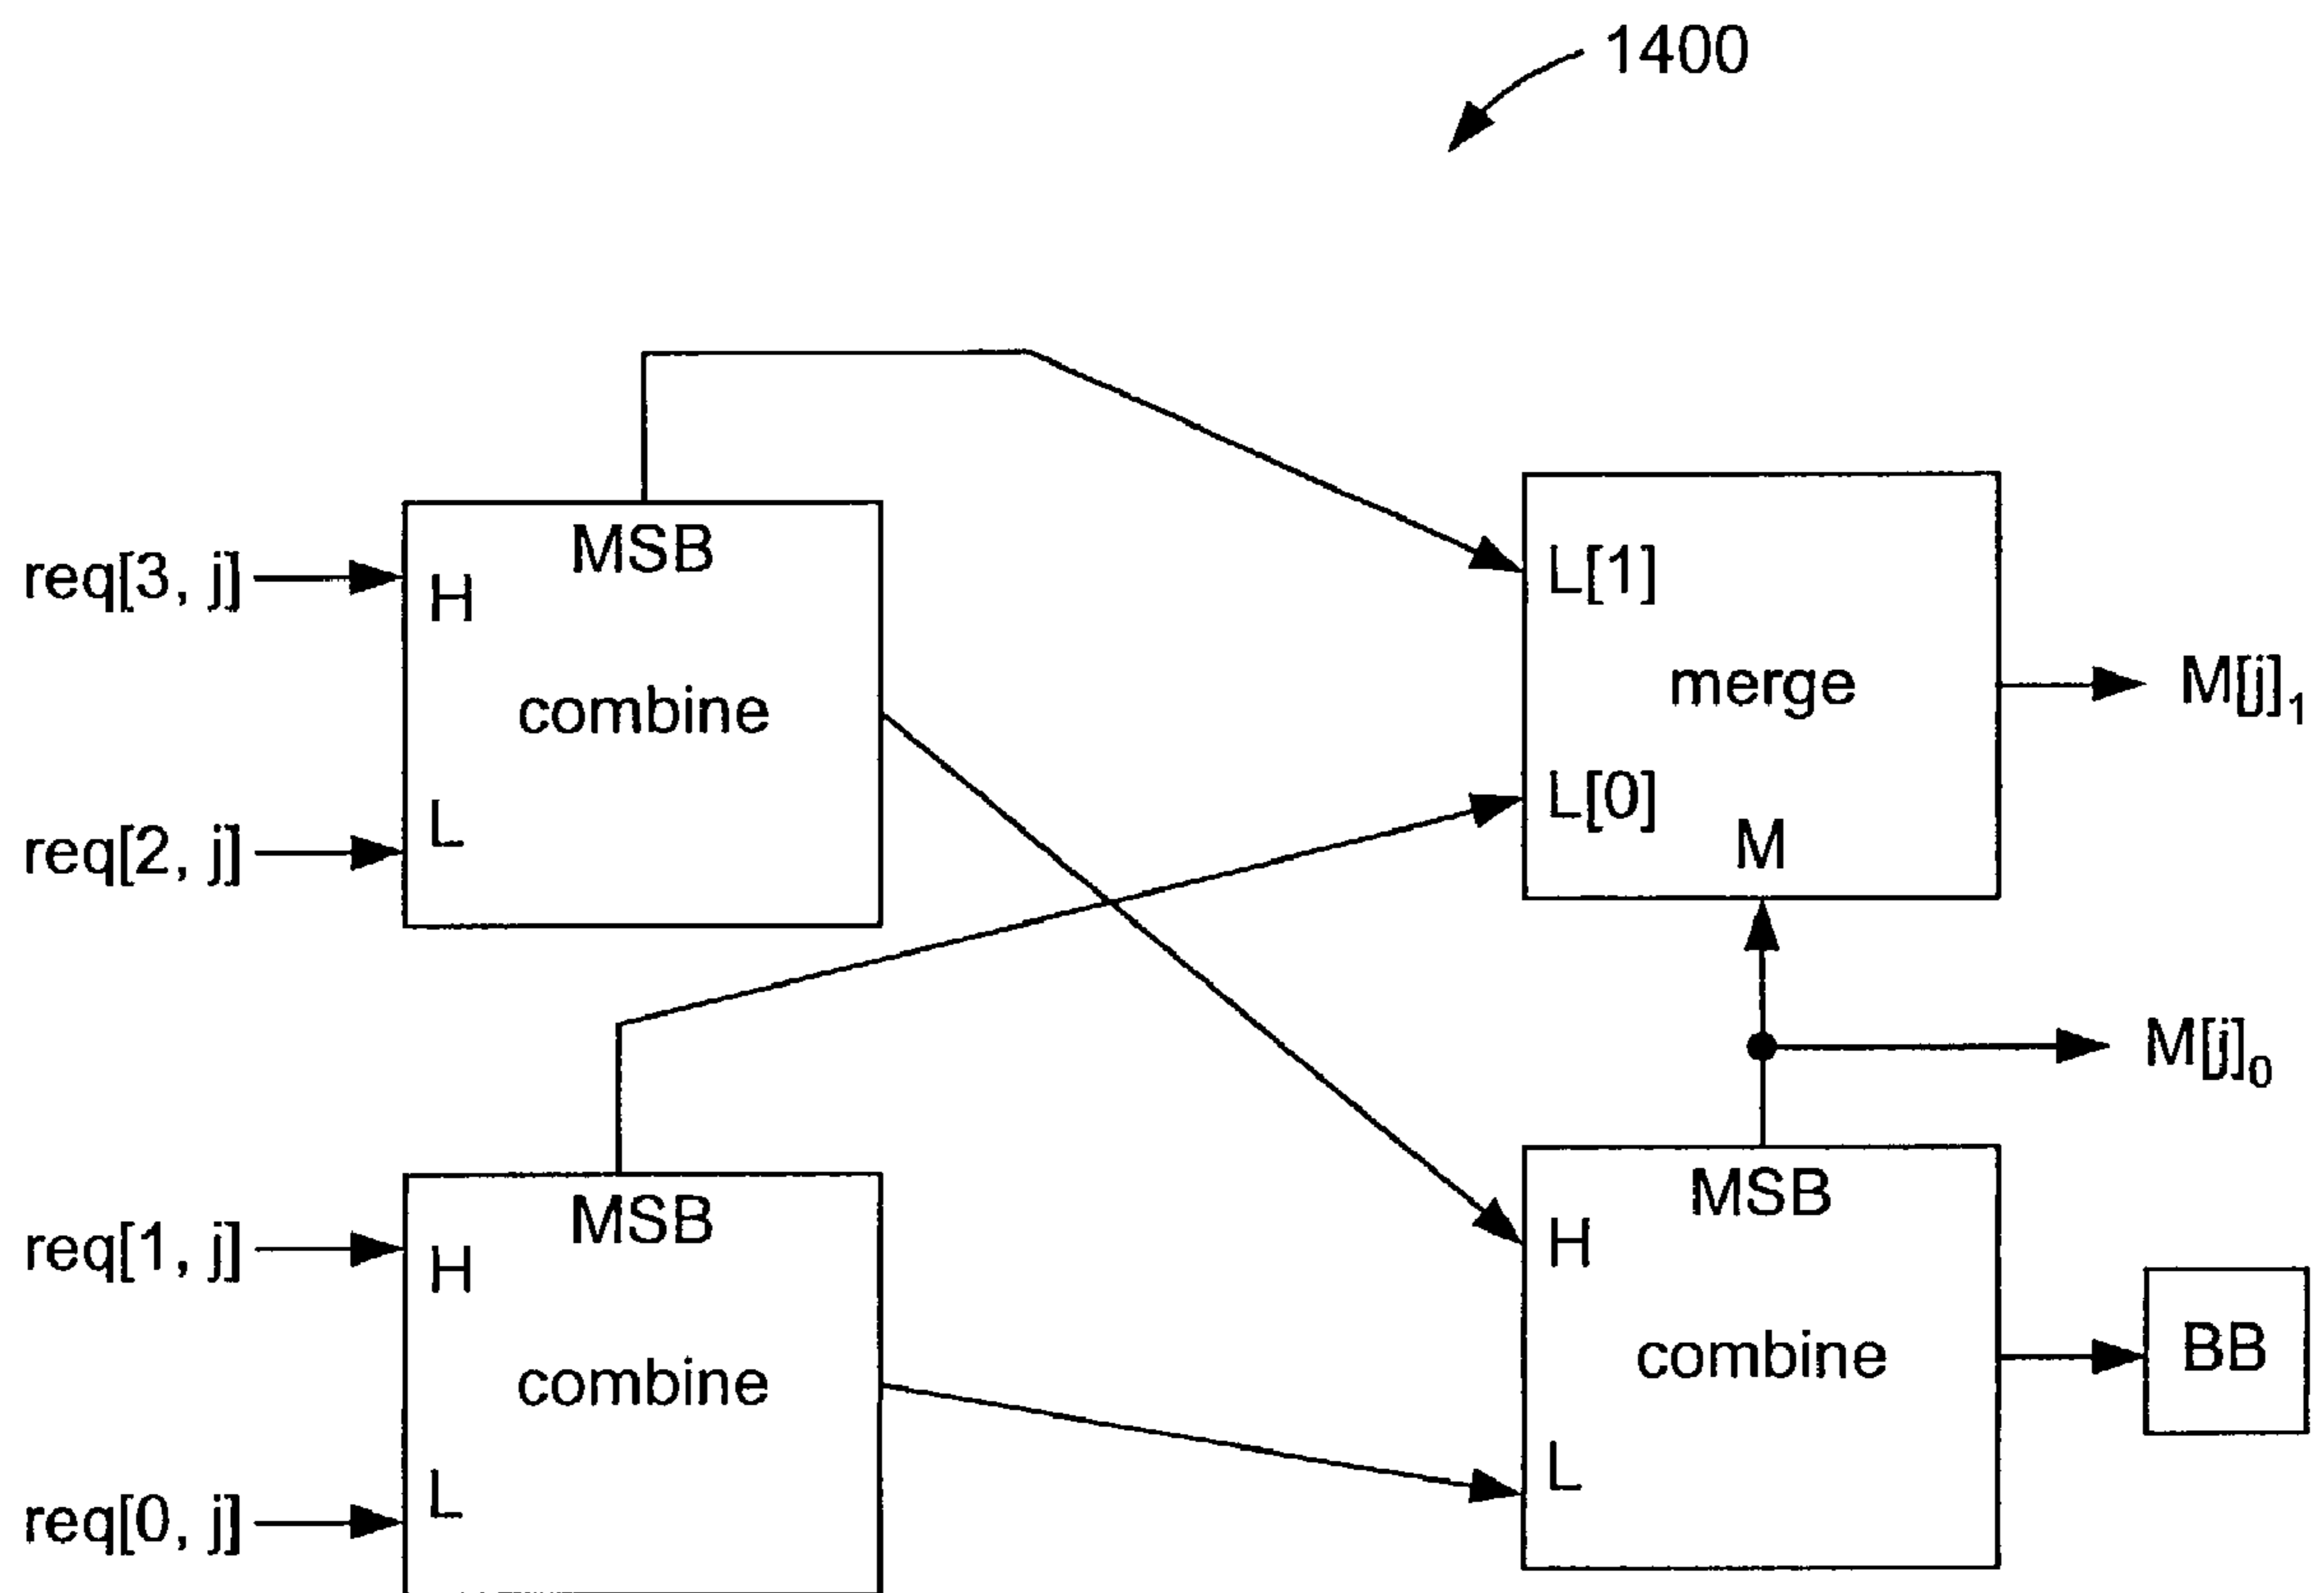 1400
req[3, j]
H
MSB
combine
L
req[2, j]
L[1]
merge
L[0]
M
M[j]1
M[j]0
req[1, j]
H
MSB
combine
L
req[0, j]
MSB
H
combine
L
BB